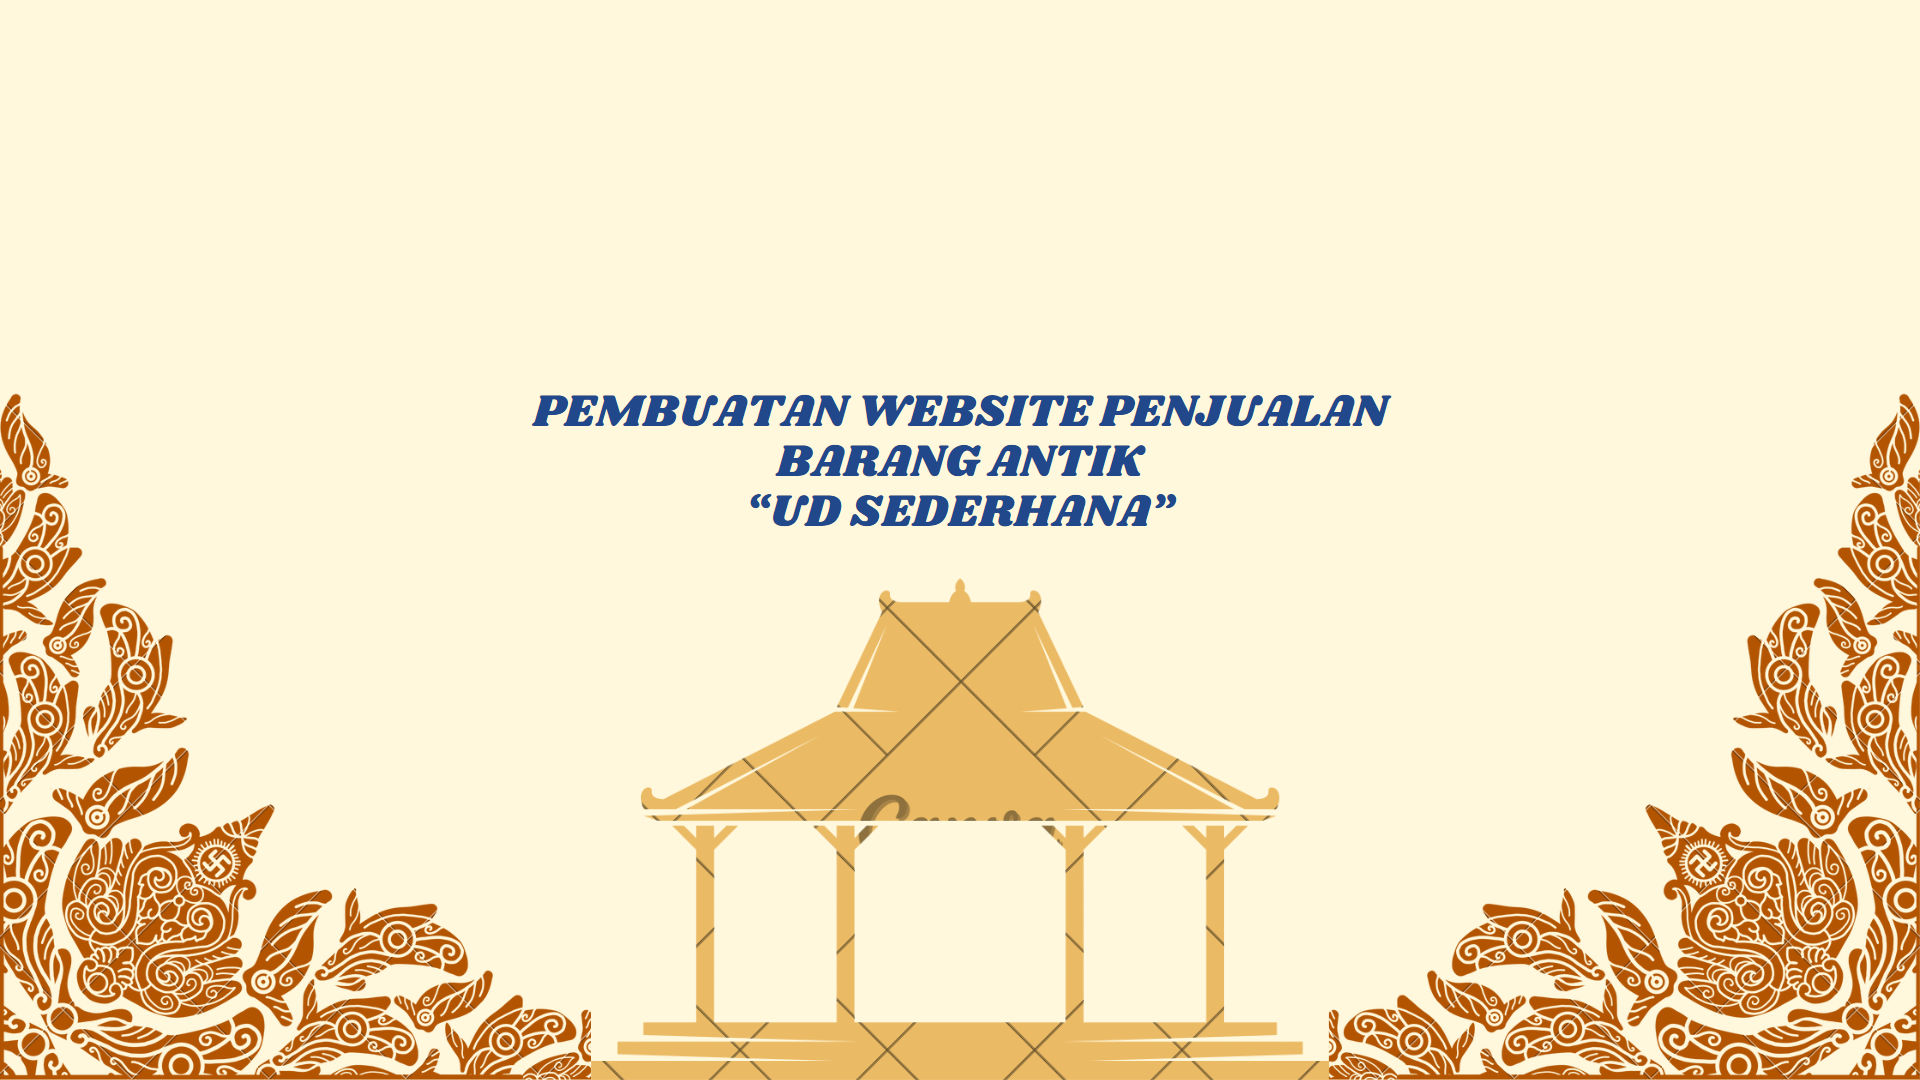 PEMBUATAN WEBSITE PENJUALAN
BARANG ANTIK
“UD SEDERHANA”